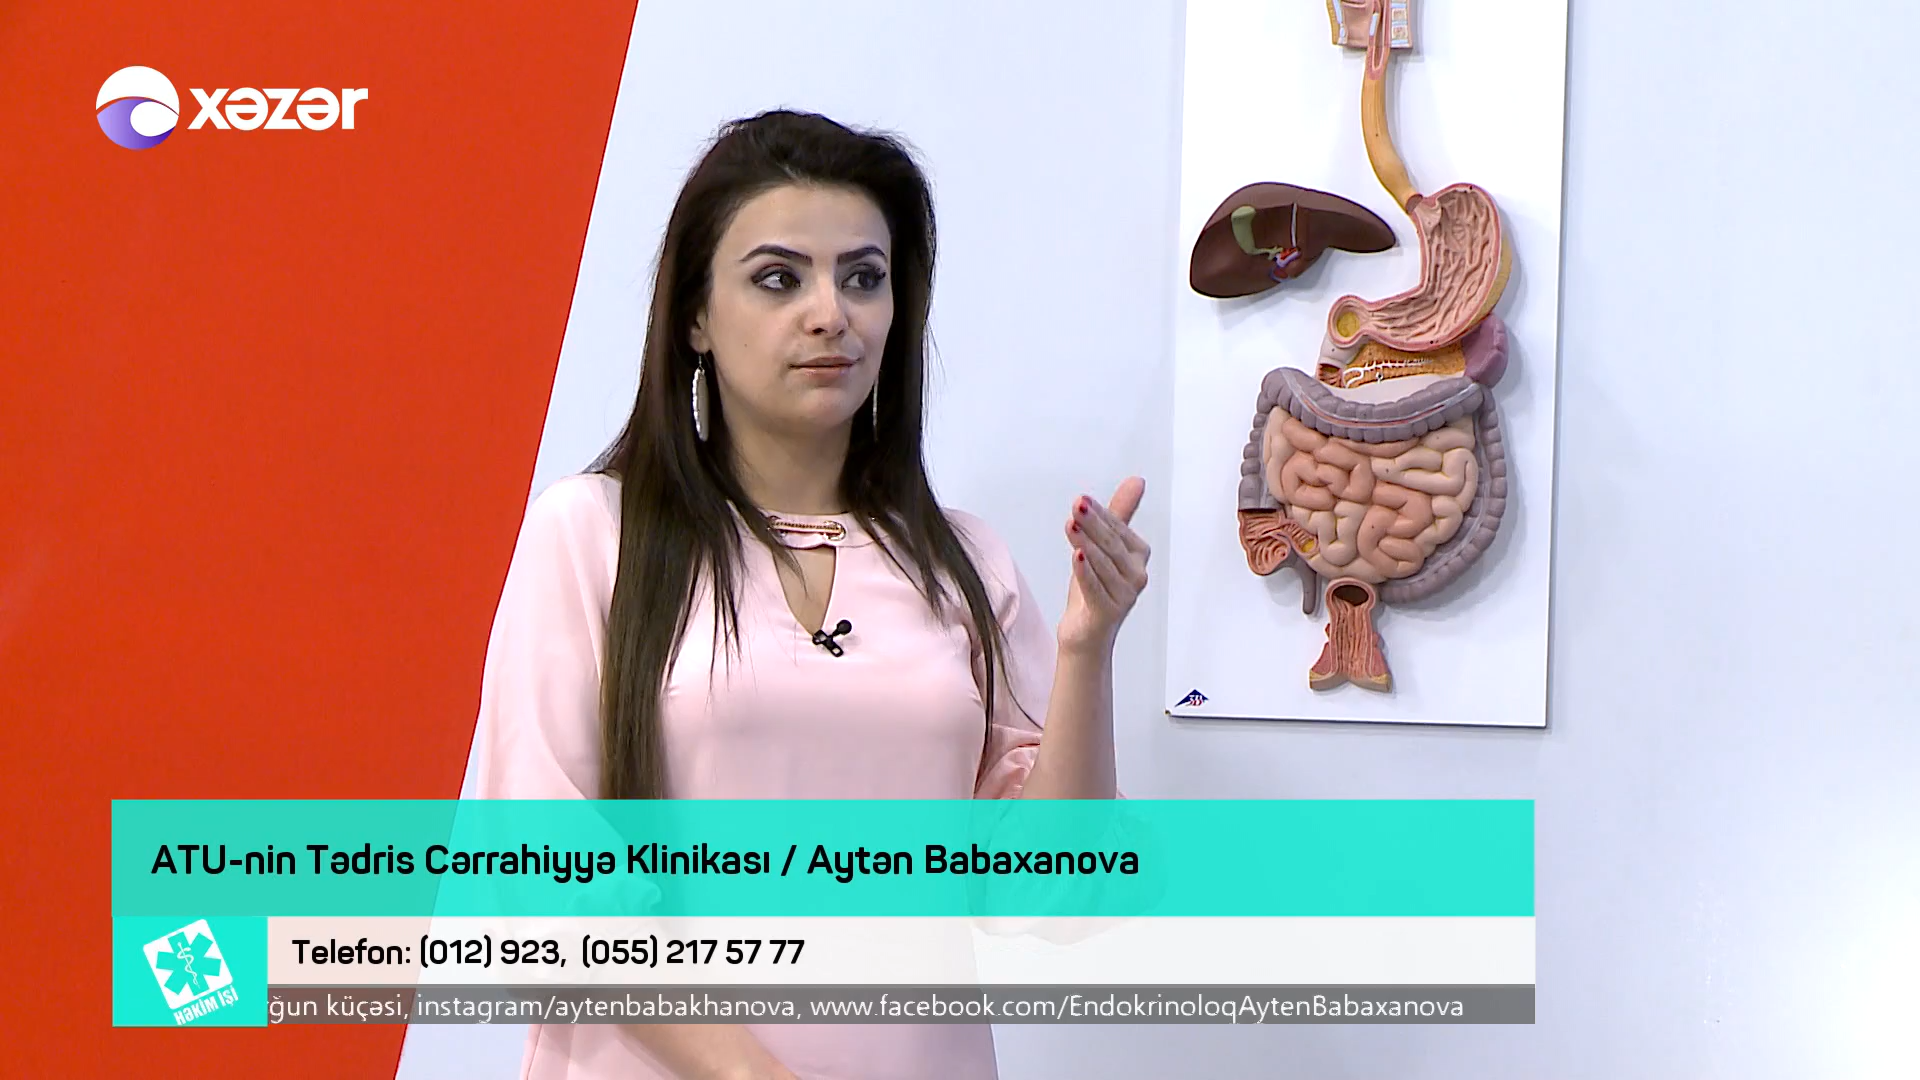 xəzər
ATU-nin Tədris Cərrahiyyə Klinikası / Aytən Babaxanova
Telefon: (012) 923, (055) 217 57 77
HƏKİM İŞİ
ğun küçəsi, instagram/aytenbabakhanova, www.facebook.com/EndokrinoloqAytenBabaxanova